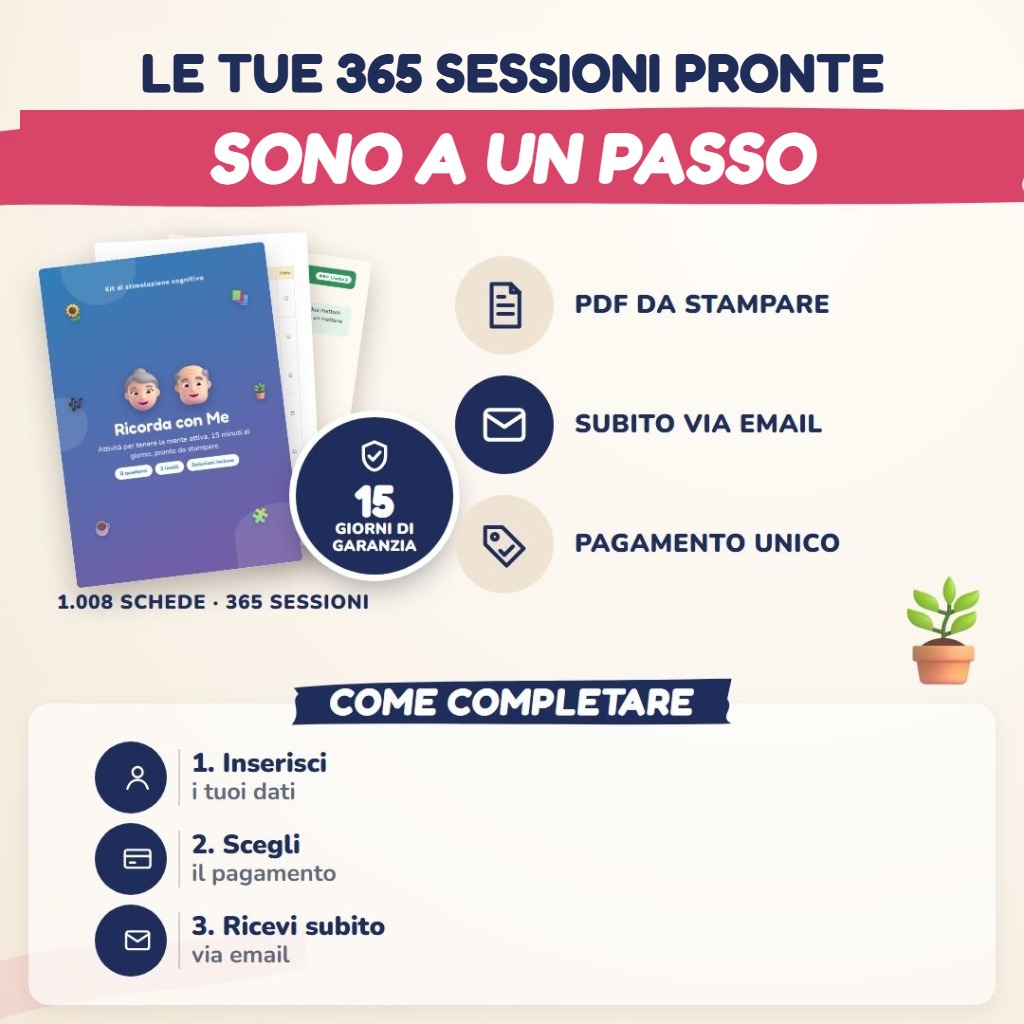 LE TUE 365 SESSIONI PRONTE
SONO A UN PASSO
Kit di stimolazione cognitiva
Ricorda con Me
Attività per tenere la mente attiva, 15 minuti al
giorno, pronte da stampare.
3 livelli
Soluzioni incluse
15
GIORNI DI
GARANZIA
1.008 SCHEDE · 365 SESSIONI
PDF DA STAMPARE
SUBITO VIA EMAIL
PAGAMENTO UNICO
COME COMPLETARE
1. Inserisci
i tuoi dati
2. Scegli
il pagamento
3. Ricevi subito
via email